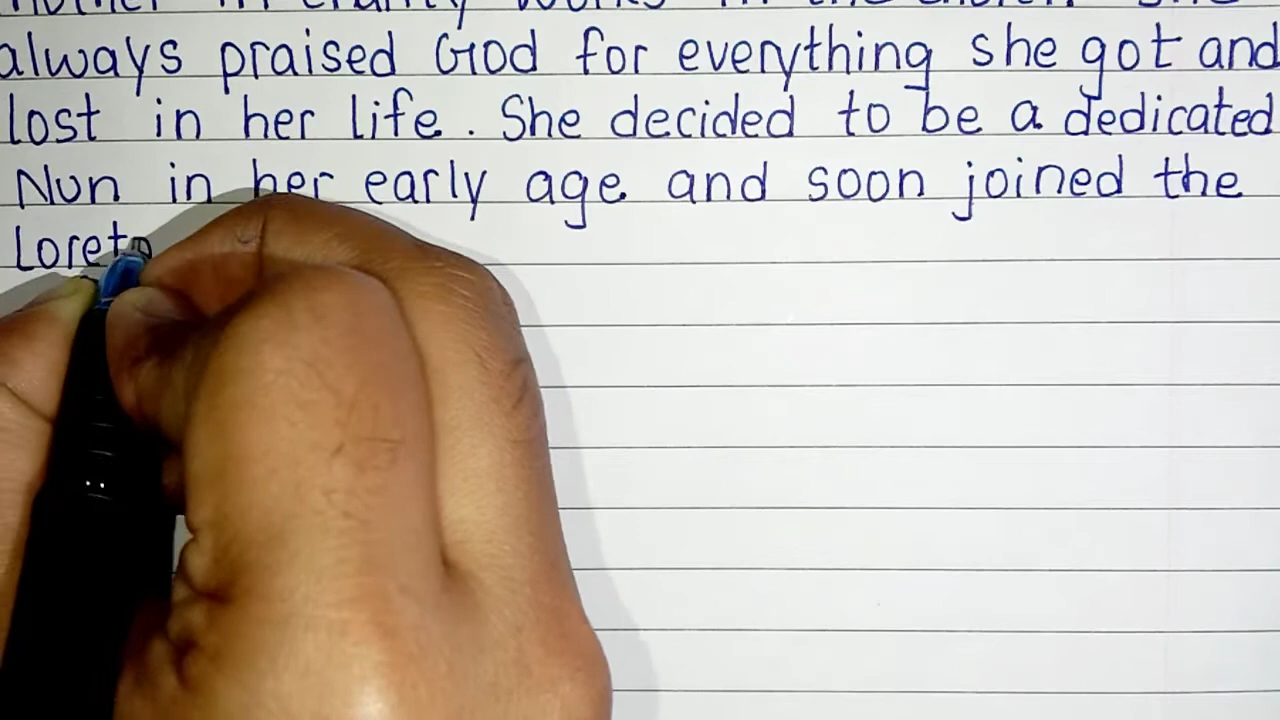 always praised God for everything she got and
lost in her life. She decided to be a dedicated
Nun in her early age and soon joined the
Loreto